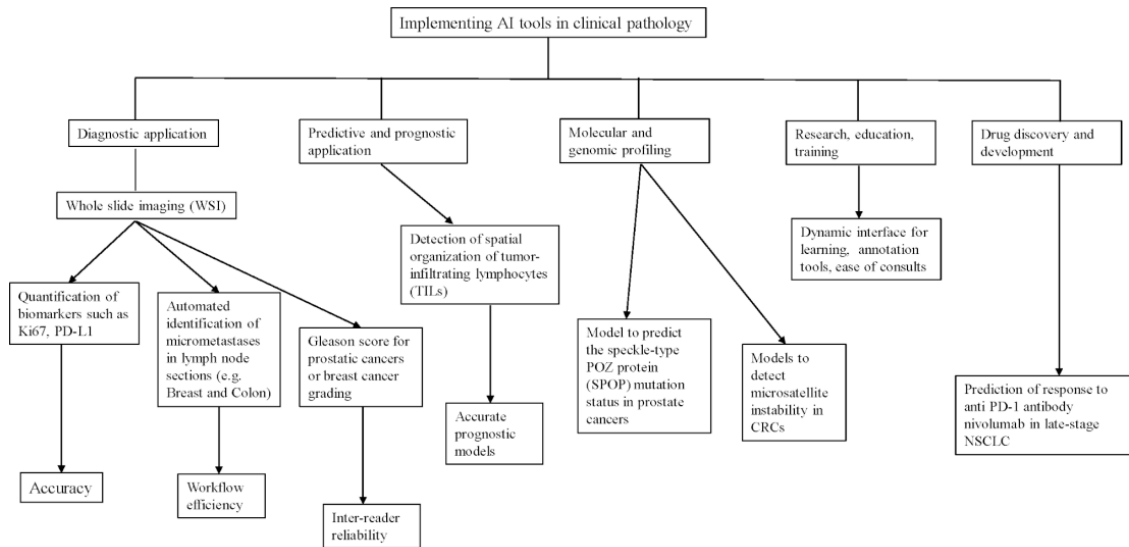 Implementing AI tools in clinical pathology
Diagnostic application
Predictive and prognostic
application
Molecular and
genomic profiling
Research, education,
training
Drug discovery and
development
Whole slide imaging (WSI)
Detection of spatial
organization of tumor-
infiltrating lymphocytes
(TILs)
Dynamic interface for
learning, annotation
tools, ease of consults
Quantification of
biomarkers such as
Ki67, PD-L1
Automated
identification of
micrometastases
in lymph node
sections (e.g.
Breast and Colon)
Gleason score for
prostatic cancers
or breast cancer
grading
Accurate
prognostic
models
Model to predict
the speckle-type
POZ protein
(SPOP) mutation
status in prostate
cancers
Models to
detect
microsatellite
instability in
CRCs
Prediction of response to
anti PD-1 antibody
nivolumab in late-stage
NSCLC
Accuracy
Workflow
efficiency
Inter-reader
reliability